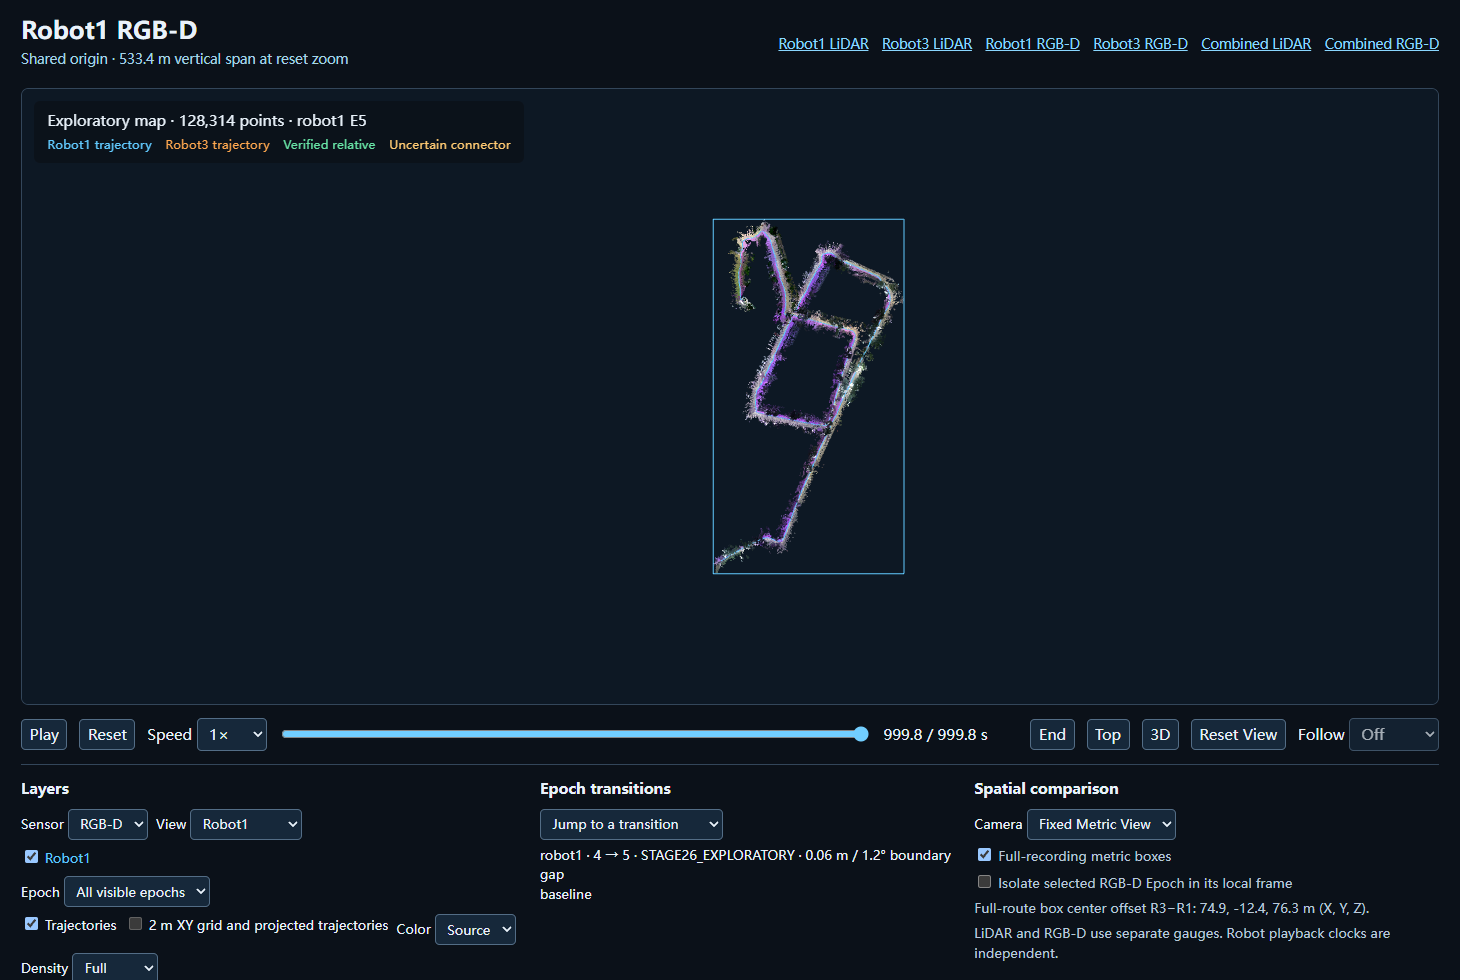 Robot1 RGB-D
Shared origin · 533.4 m vertical span at reset zoom
Robot1 LiDAR Robot3 LiDAR Robot1 RGB-D Robot3 RGB-D Combined LiDAR Combined RGB-D
Exploratory map · 128,314 points · robot1 E5
Robot1 trajectory Robot3 trajectory Verified relative Uncertain connector
Play Reset Speed 1× 999.8 / 999.8 s End Top 3D Reset View Follow Off
Layers
Sensor RGB-D View Robot1
Robot1
Epoch All visible epochs
Trajectories 2 m XY grid and projected trajectories Color Source
Density Full
Epoch transitions
Jump to a transition
robot1 · 4 → 5 · STAGE26_EXPLORATORY · 0.06 m / 1.2° boundary
gap
baseline
Spatial comparison
Camera Fixed Metric View
Full-recording metric boxes
Isolate selected RGB-D Epoch in its local frame
Full-route box center offset R3−R1: 74.9, -12.4, 76.3 m (X, Y, Z).
LiDAR and RGB-D use separate gauges. Robot playback clocks are
independent.